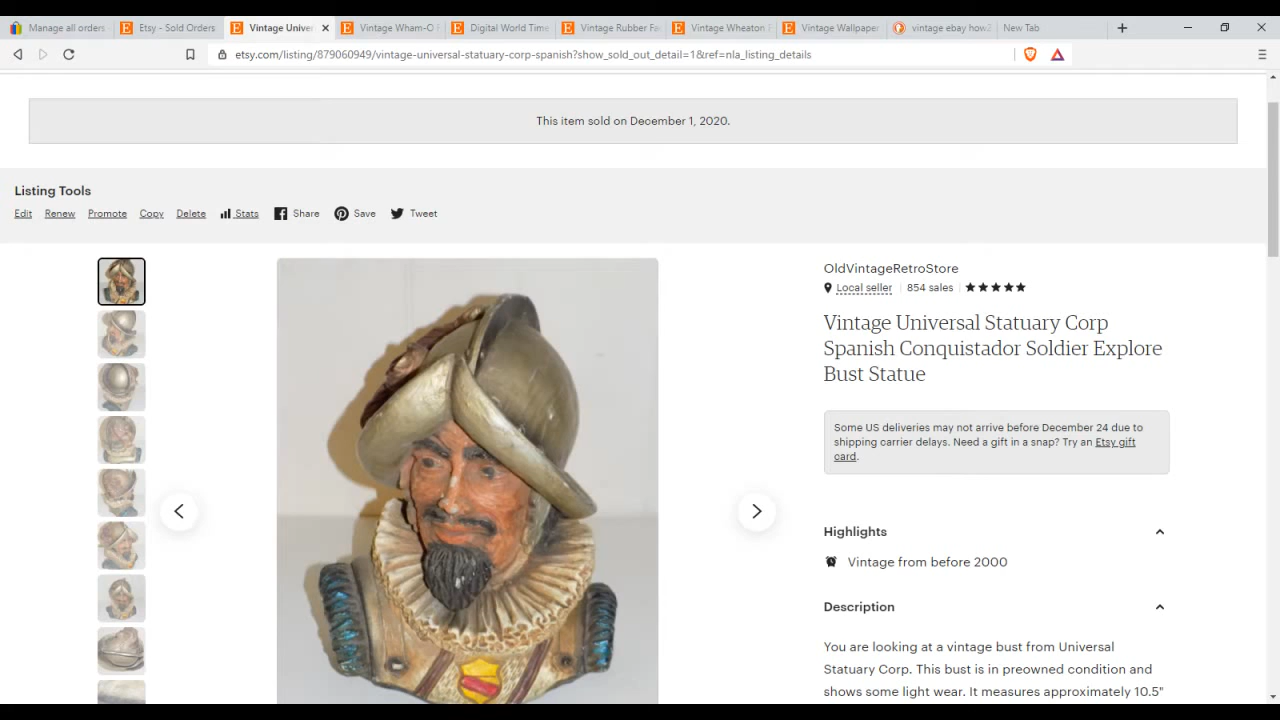 Manage all orders
Etsy - Sold Orders
Vintage Univer
Vintage Wham-O
Digital World Time
Vintage Rubber Fa
Vintage Wheaton
Vintage Wallpaper
vintage ebay how
New Tab
etsy.com/listing/879060949/vintage-universal-statuary-corp-spanish?show_sold_out_detail=1&ref=nla_listing_details
This item sold on December 1, 2020.
Listing Tools
Edit Renew Promote Copy Delete Stats Share Save Tweet
OldVintageRetroStore
Local seller 854 sales
Vintage Universal Statuary Corp
Spanish Conquistador Soldier Explore
Bust Statue
Some US deliveries may not arrive before December 24 due to
shipping carrier delays. Need a gift in a snap? Try an Etsy gift
card.
Highlights
Vintage from before 2000
Description
You are looking at a vintage bust from Universal
Statuary Corp. This bust is in preowned condition and
shows some light wear. It measures approximately 10.5"